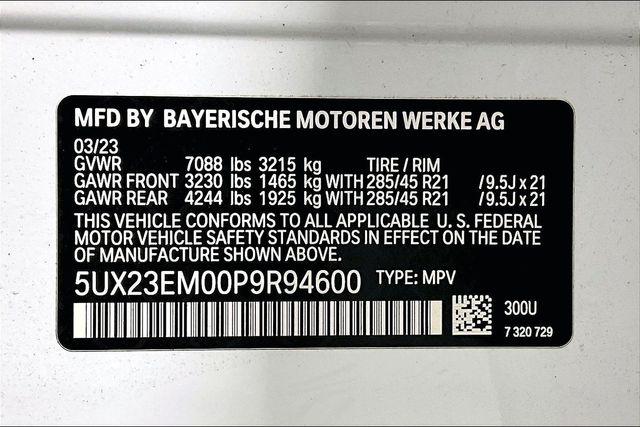 MFD BY BAYERISCHE MOTOREN WERKE AG
03/23
GVWR 7088 lbs 3215 kg TIRE / RIM
GAWR FRONT 3230 lbs 1465 kg WITH 285/45 R21 / 9.5J x 21
GAWR REAR 4244 lbs 1925 kg WITH 285/45 R21 / 9.5J x 21
THIS VEHICLE CONFORMS TO ALL APPLICABLE U. S. FEDERAL
MOTOR VEHICLE SAFETY STANDARDS IN EFFECT ON THE DATE
OF MANUFACTURE SHOWN ABOVE.
5UX23EM00P9R94600 TYPE: MPV
300U
7 320 729